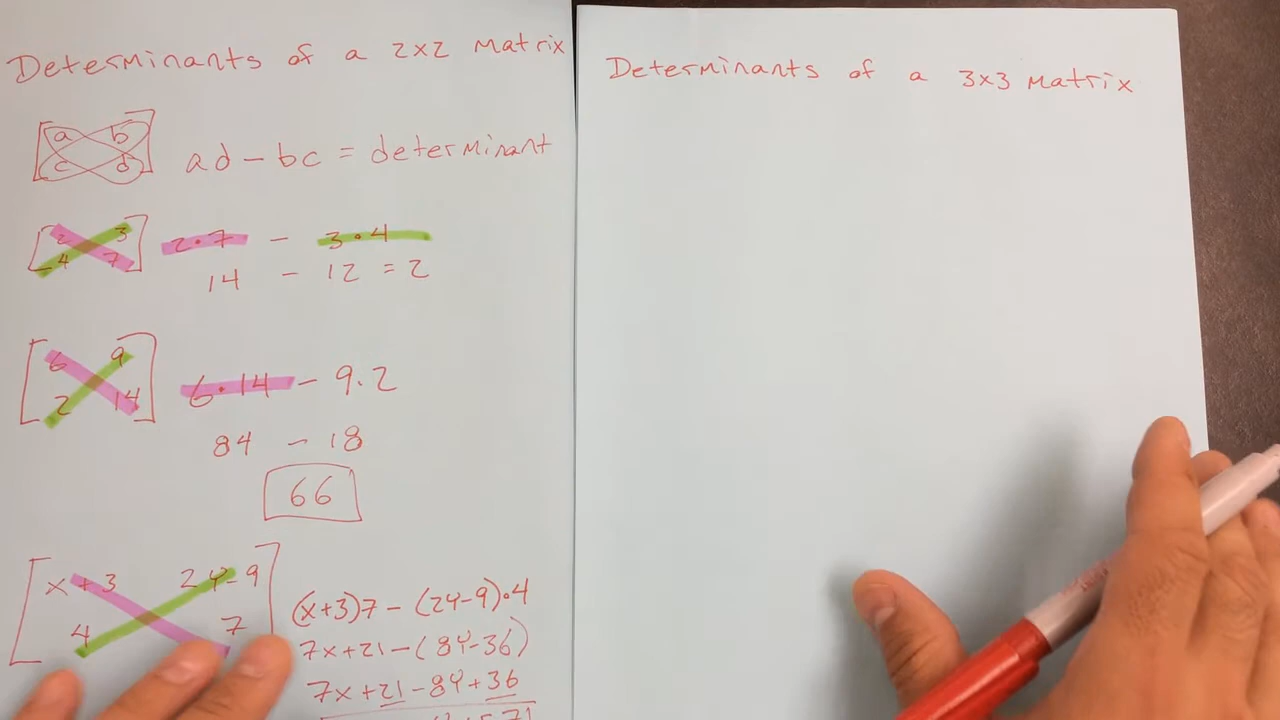 Determinants of a 2x2 Matrix
a b
c d
ad - bc = determinant
2 3
4 7
2·7 - 3·4
14 - 12 = 2
6 9
2 14
6·14 - 9·2
84 - 18
66
x+3 2y-9
4 7
(x+3)7 - (2y-9)·4
7x+21-(8y-36)
7x+21-8y+36
Determinants of a 3x3 Matrix